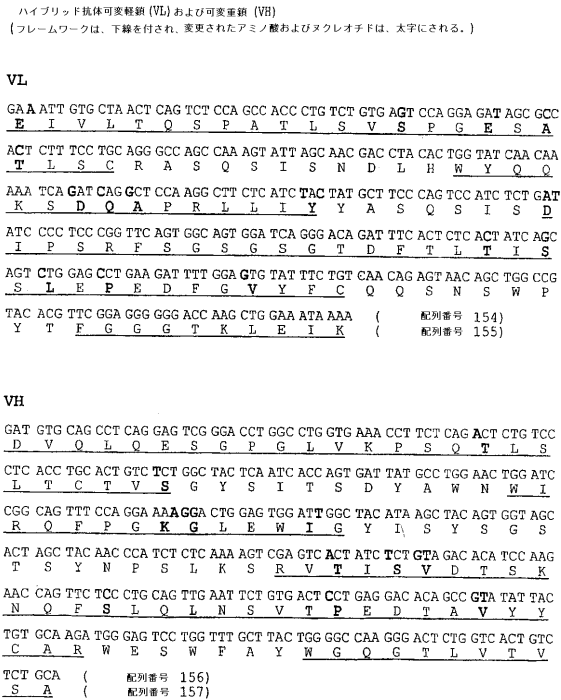 ハイブリッド抗体可変軽鎖(VL)および可変重鎖(VH)
(フレームワークは、下線を付され、変更されたアミノ酸およびヌクレオチドは、太字にされる。)
VL
GAA ATT GTG CTA ACT CAG TCT CCA GCC ACC CTG TCT GTG AGT CCA GGA GAT AGC GCC
E I V L T Q S P A T L S V S P G E S A
ACT CTT TCC TGC AGG GCC AGC CAA AGT ATT AGC AAC GAC CTA CAC TGG TAT CAA CAA
T L S C R A S Q S I S N D L H W Y Q Q
AAA TCA GAT CAG GCT CCA AGG CTT CTC ATC TAC TAT GCT TCC CAG TCC ATC TCT GAT
K S D Q A P R L L I Y Y A S Q S I S D
ATC CCC TCC CGG TTC AGT GGC AGT GGA TCA GGG ACA GAT TTC ACT CTC ACT ATC AGC
I P S R F S G S G S G T D F T L T I S
AGT CTG GAG CCT GAA GAT TTT GGA GTG TAT TTC TGT CAA CAG AGT AAC AGC TGG CCG
S L E P E D F G V Y F C Q Q S N S W P
TAC ACG TTC GGA GGG GGG ACC AAG CTG GAA ATA AAA ( 配列番号 154)
Y T F G G G T K L E I K ( 配列番号 155)
VH
GAT GTG CAG CCT CAG GAG TCG GGA CCT GGC CTG GTG AAA CCT TCT CAG ACT CTG TCC
D V Q L Q E S G P G L V K P S Q T L S
CTC ACC TGC ACT GTC TCT GGC TAC TCA ATC ACC AGT GAT TAT GCC TGG AAC TGG ATC
L T C T V S G Y S I T S D Y A W N W I
CGG CAG TTT CCA GGA AAA GGA CTG GAG TGG ATT GGC TAC ATA AGC TAC AGT GGT AGC
R Q F P G K G L E W I G Y I S Y S G S
ACT AGC TAC AAC CCA TCT CTC AAA AGT CGA GTC ACT ATC TCT GTA GAC ACA TCC AAG
T S Y N P S L K S R V T I S V D T S K
AAC CAG TTC TCC CTG CAG TTG AAT TCT GTG ACT CCT GAG GAC ACA GCC GTA TAT TAC
N Q F S L Q L N S V T P E D T A V Y Y
TGT GCA AGA TGG GAG TCC TGG TTT GCT TAC TGG GGC CAA GGG ACT CTG GTC ACT GTC
C A R W E S W F A Y W G Q G T L V T V
TCT GCA ( 配列番号 156)
S A ( 配列番号 157)